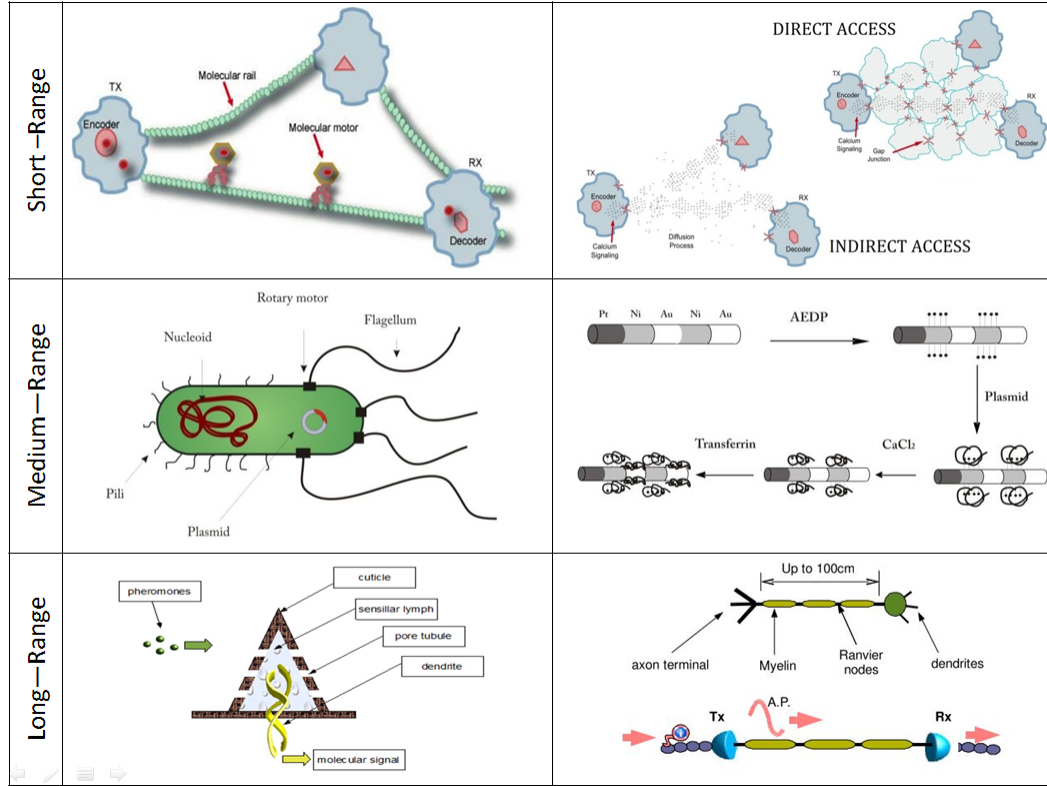 Short –Range
TX
Encoder
Molecular rail
Molecular motor
RX
Decoder
DIRECT ACCESS
TX
Encoder
Calcium
Signaling
Gap
Junction
RX
Decoder
TX
Encoder
Calcium
Signaling
Diffusion
Process
RX
Decoder
INDIRECT ACCESS
Medium—Range
Rotary motor
Nucleoid
Flagellum
Pili
Plasmid
Pt Ni Au Ni Au
AEDP
Plasmid
CaCl2
Transferrin
Long—Range
pheromones
cuticle
sensillar lymph
pore tubule
dendrite
molecular signal
Up to 100cm
axon terminal
Myelin
Ranvier
nodes
dendrites
A.P.
Tx
Rx